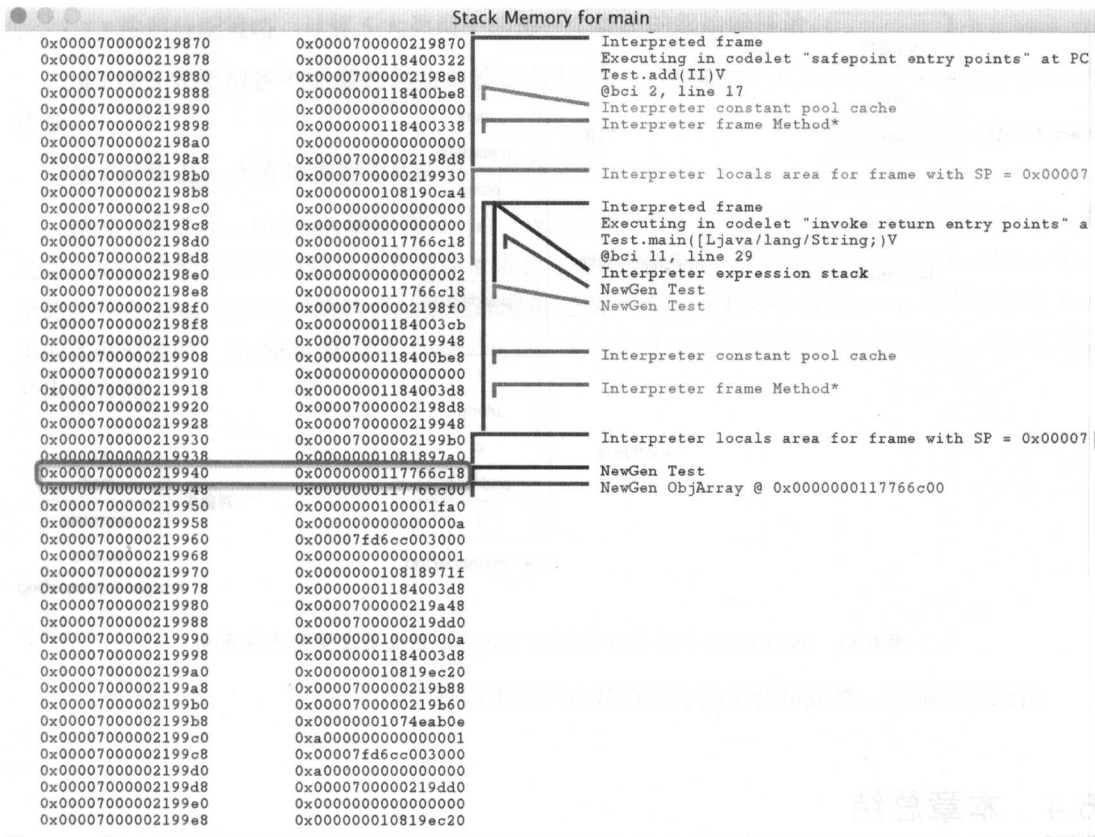 Stack Memory for main
0x0000700000219870 0x0000700000219870 Interpreted frame
0x0000700000219878 0x0000000118400322 Executing in codelet "safepoint entry points" at PC
0x0000700000219880 0x00007000002198e8 Test.add(II)V
0x0000700000219888 0x0000000118400be8 @bci 2, line 17
0x0000700000219890 0x0000000000000000 Interpreter constant pool cache
0x0000700000219898 0x0000000118400338 Interpreter frame Method*
0x00007000002198a0 0x0000000000000000
0x00007000002198a8 0x00007000002198d8
0x00007000002198b0 0x0000700000219930 Interpreter locals area for frame with SP = 0x00007
0x00007000002198b8 0x0000000108190ca4
0x00007000002198c0 0x0000000000000000 Interpreted frame
0x00007000002198c8 0x0000000000000000 Executing in codelet "invoke return entry points" a
0x00007000002198d0 0x0000000117766c18 Test.main([Ljava/lang/String;)V
0x00007000002198d8 0x0000000000000003 @bci 11, line 29
0x00007000002198e0 0x0000000000000002 Interpreter expression stack
0x00007000002198e8 0x0000000117766c18 NewGen Test
0x00007000002198f0 NewGen Test
0x00007000002198f8 0x00000001184003cb
0x0000700000219900 0x0000700000219948
0x0000700000219908 0x0000000118400be8 Interpreter constant pool cache
0x0000700000219910 0x0000000000000000
0x0000700000219918 0x00000001184003d8 Interpreter frame Method*
0x0000700000219920 0x00007000002198d8
0x0000700000219928 0x0000700000219948
0x0000700000219930 0x00007000002199b0 Interpreter locals area for frame with SP = 0x00007
0x0000700000219938 0x00000001081897a0
0x0000700000219940 0x0000000117766c18 NewGen Test
0x0000700000219948 0x0000000117766c00 NewGen ObjArray @ 0x0000000117766c00
0x0000700000219950 0x0000000100001fa0
0x0000700000219958 0x000000000000000a
0x0000700000219960 0x00007fd6cc003000
0x0000700000219968 0x0000000000000001
0x0000700000219970 0x000000010818971f
0x0000700000219978 0x00000001184003d8
0x0000700000219980 0x0000700000219a48
0x0000700000219988 0x0000700000219dd0
0x0000700000219990 0x000000000000000a
0x0000700000219998 0x00000001184003d8
0x00007000002199a0 0x000000010819ec20
0x00007000002199a8 0x0000700000219b88
0x00007000002199b0 0x0000700000219b60
0x00007000002199b8 0x00000001074eab0e
0x00007000002199c0 0xa000000000000001
0x00007000002199c8 0x00007fd6cc003000
0x00007000002199d0 0xa000000000000000
0x00007000002199d8 0x0000700000219dd0
0x00007000002199e0 0x0000000000000000
0x00007000002199e8 0x000000010819ec20